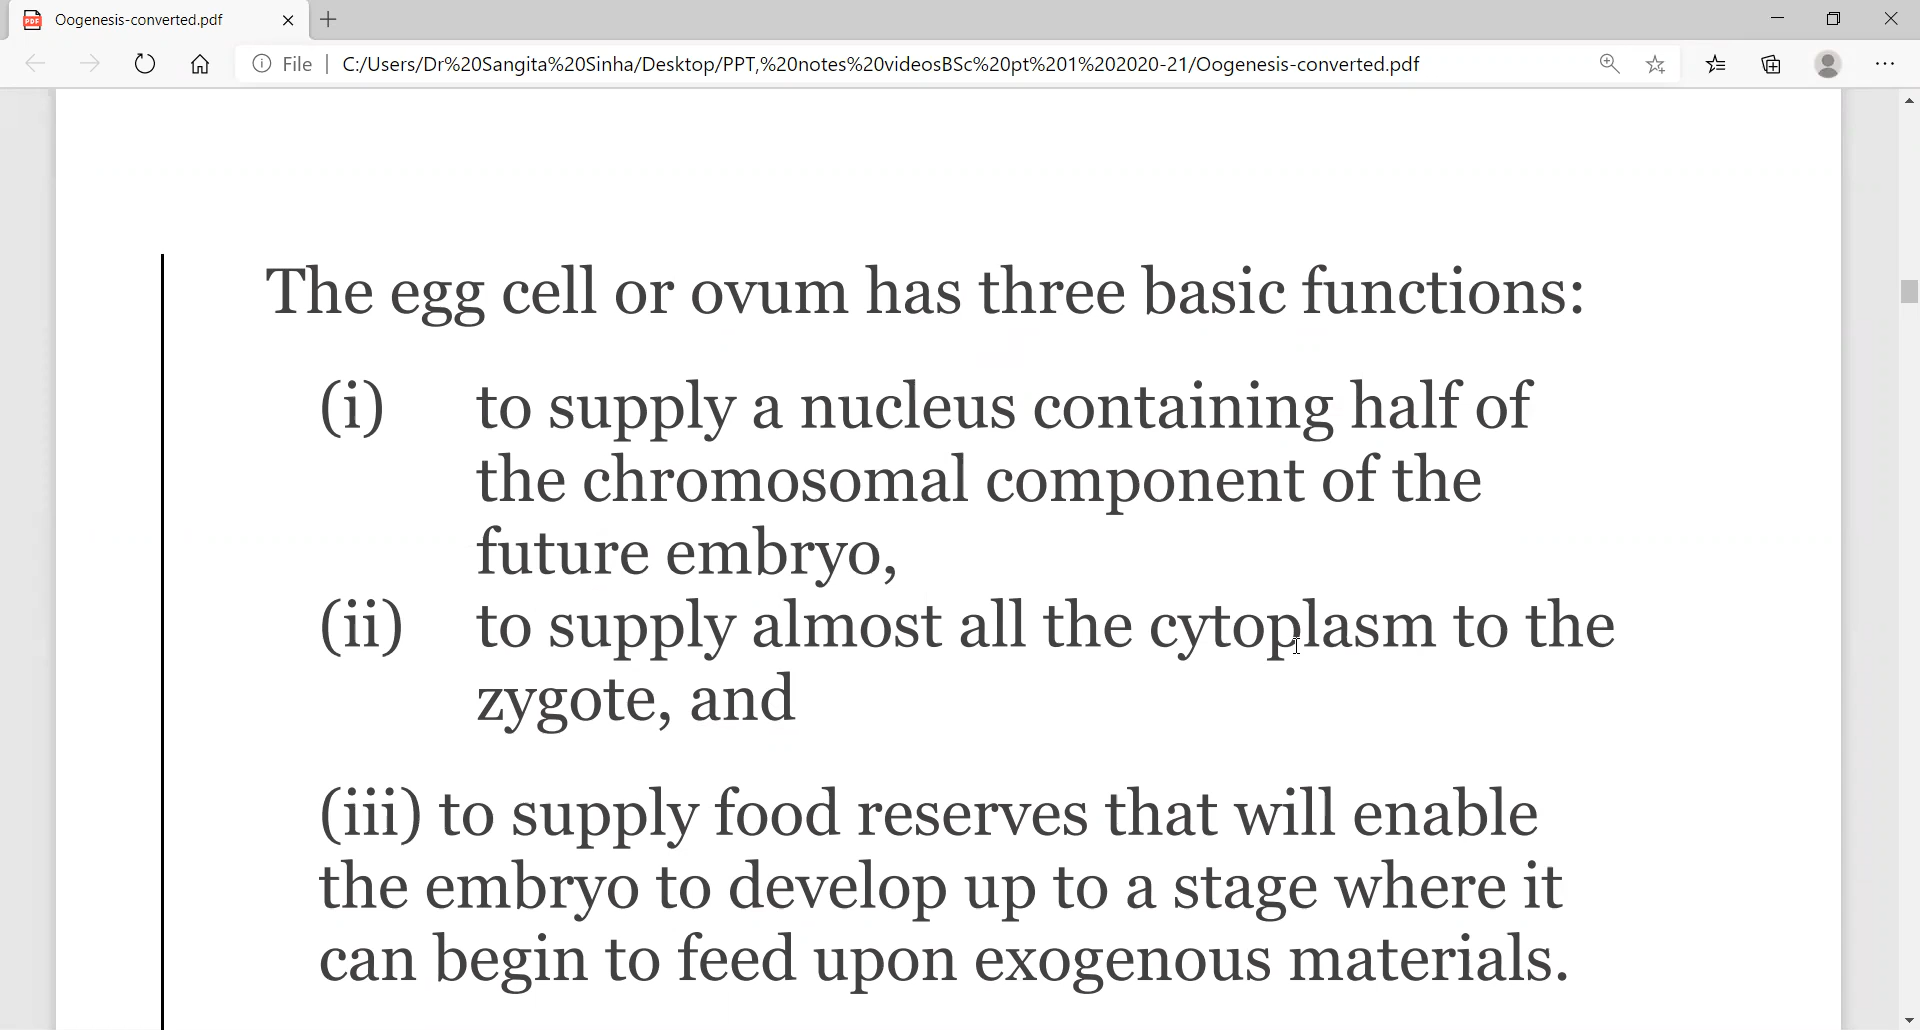 Oogenesis-converted.pdf
File | C:/Users/Dr%20Sangita%20Sinha/Desktop/PPT,%20notes%20videosBSc%20pt%201%202020-21/Oogenesis-converted.pdf
The egg cell or ovum has three basic functions:
(i) to supply a nucleus containing half of
the chromosomal component of the
future embryo,
(ii) to supply almost all the cytoplasm to the
zygote, and
(iii) to supply food reserves that will enable
the embryo to develop up to a stage where it
can begin to feed upon exogenous materials.